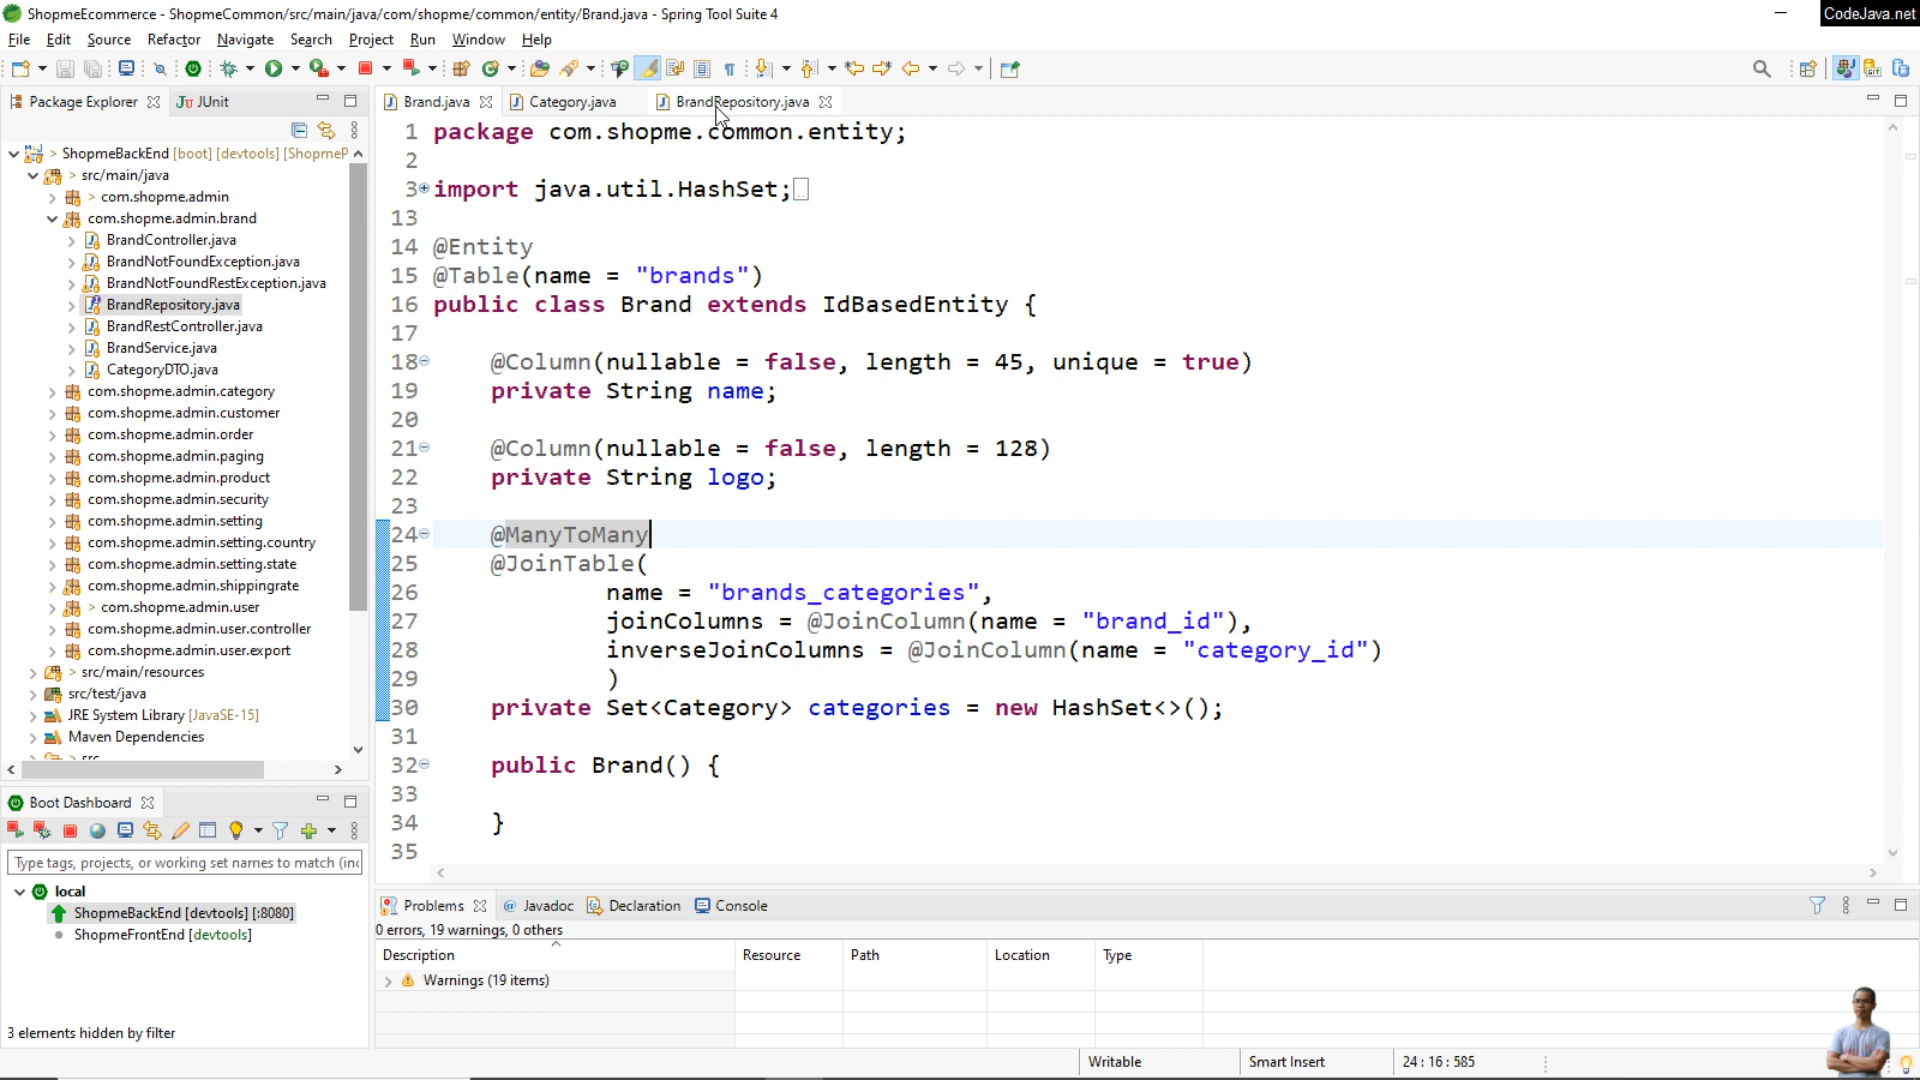 ShopmeEcommerce - ShopmeCommon/src/main/java/com/shopme/common/entity/Brand.java - Spring Tool Suite 4
CodeJava.net
File Edit Source Refactor Navigate Search Project Run Window Help
Package Explorer
JUnit
> ShopmeBackEnd [boot] [devtools] [ShopmeP
> src/main/java
> com.shopme.admin
com.shopme.admin.brand
BrandController.java
BrandNotFoundException.java
BrandNotFoundRestException.java
BrandRepository.java
BrandRestController.java
BrandService.java
CategoryDTO.java
com.shopme.admin.category
com.shopme.admin.customer
com.shopme.admin.order
com.shopme.admin.paging
com.shopme.admin.product
com.shopme.admin.security
com.shopme.admin.setting
com.shopme.admin.setting.country
com.shopme.admin.setting.state
com.shopme.admin.shippingrate
> com.shopme.admin.user
com.shopme.admin.user.controller
com.shopme.admin.user.export
> src/main/resources
src/test/java
JRE System Library [JavaSE-15]
Maven Dependencies
> src
Boot Dashboard
Type tags, projects, or working set names to match (inc
local
ShopmeBackEnd [devtools] [:8080]
ShopmeFrontEnd [devtools]
3 elements hidden by filter
Brand.java Category.java BrandRepository.java
1 package com.shopme.common.entity;
2
3 import java.util.HashSet;
13
14 @Entity
15 @Table(name = "brands")
16 public class Brand extends IdBasedEntity {
17
18 @Column(nullable = false, length = 45, unique = true)
19 private String name;
20
21 @Column(nullable = false, length = 128)
22 private String logo;
23
24 @ManyToMany
25 @JoinTable(
26 name = "brands_categories",
27 joinColumns = @JoinColumn(name = "brand_id"),
28 inverseJoinColumns = @JoinColumn(name = "category_id")
29 )
30 private Set<Category> categories = new HashSet<>();
31
32 public Brand() {
33
34 }
35
Problems @ Javadoc Declaration Console
0 errors, 19 warnings, 0 others
Description Resource Path Location Type
Warnings (19 items)
Writable Smart Insert 24 : 16 : 585